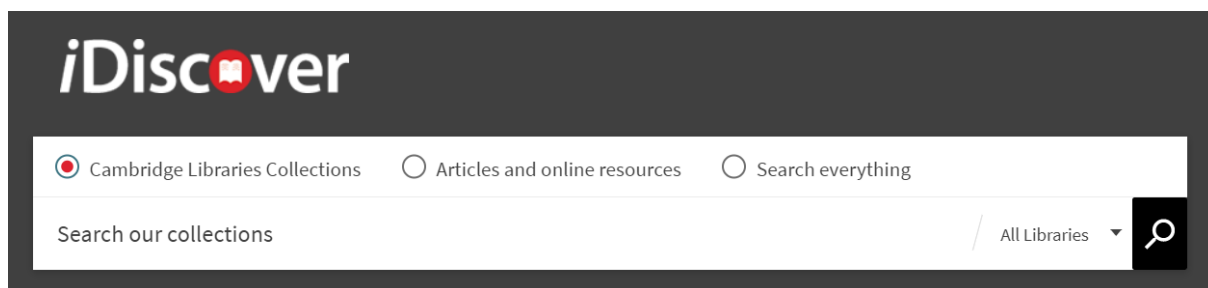 iDiscover
Cambridge Libraries Collections Articles and online resources Search everything
Search our collections All Libraries